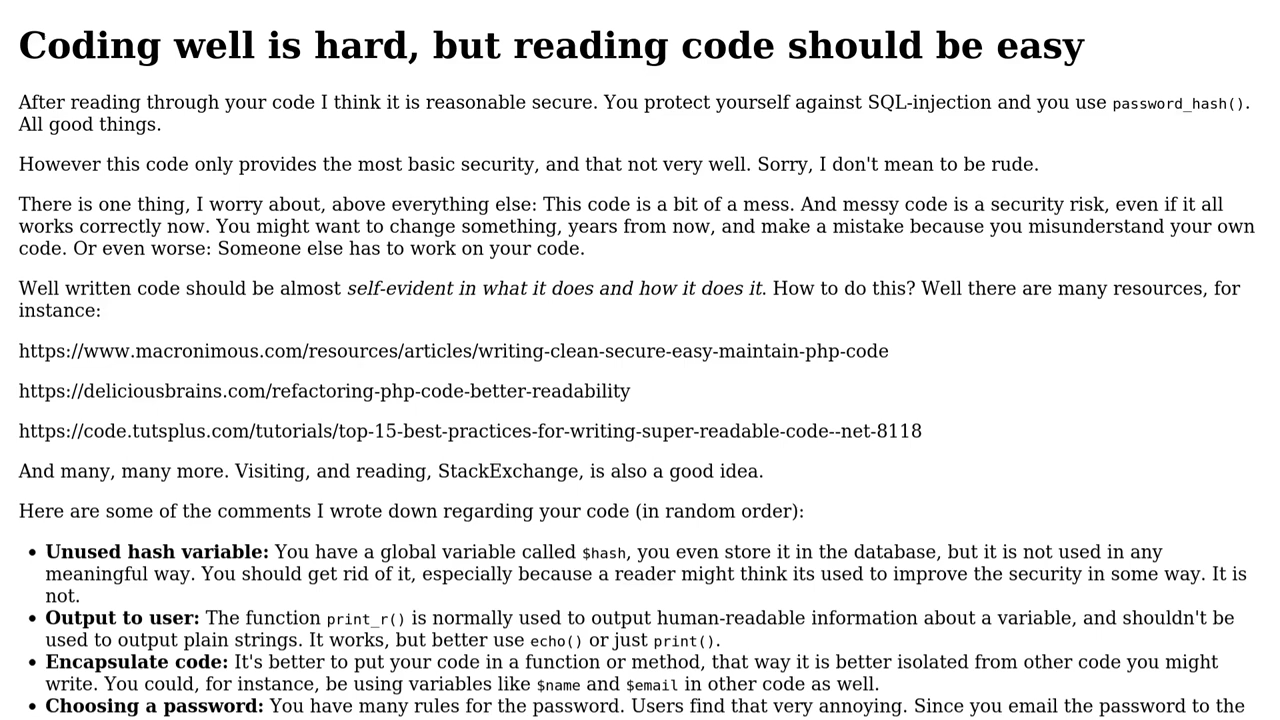 Coding well is hard, but reading code should be easy
After reading through your code I think it is reasonable secure. You protect yourself against SQL-injection and you use password_hash().
All good things.
However this code only provides the most basic security, and that not very well. Sorry, I don't mean to be rude.
There is one thing, I worry about, above everything else: This code is a bit of a mess. And messy code is a security risk, even if it all
works correctly now. You might want to change something, years from now, and make a mistake because you misunderstand your own
code. Or even worse: Someone else has to work on your code.
Well written code should be almost self-evident in what it does and how it does it. How to do this? Well there are many resources, for
instance:
https://www.macronimous.com/resources/articles/writing-clean-secure-easy-maintain-php-code
https://deliciousbrains.com/refactoring-php-code-better-readability
https://code.tutsplus.com/tutorials/top-15-best-practices-for-writing-super-readable-code--net-8118
And many, many more. Visiting, and reading, StackExchange, is also a good idea.
Here are some of the comments I wrote down regarding your code (in random order):
• Unused hash variable: You have a global variable called $hash, you even store it in the database, but it is not used in any
meaningful way. You should get rid of it, especially because a reader might think its used to improve the security in some way. It is
not.
• Output to user: The function print_r() is normally used to output human-readable information about a variable, and shouldn't be
used to output plain strings. It works, but better use echo() or just print().
• Encapsulate code: It's better to put your code in a function or method, that way it is better isolated from other code you might
write. You could, for instance, be using variables like $name and $email in other code as well.
• Choosing a password: You have many rules for the password. Users find that very annoying. Since you email the password to the